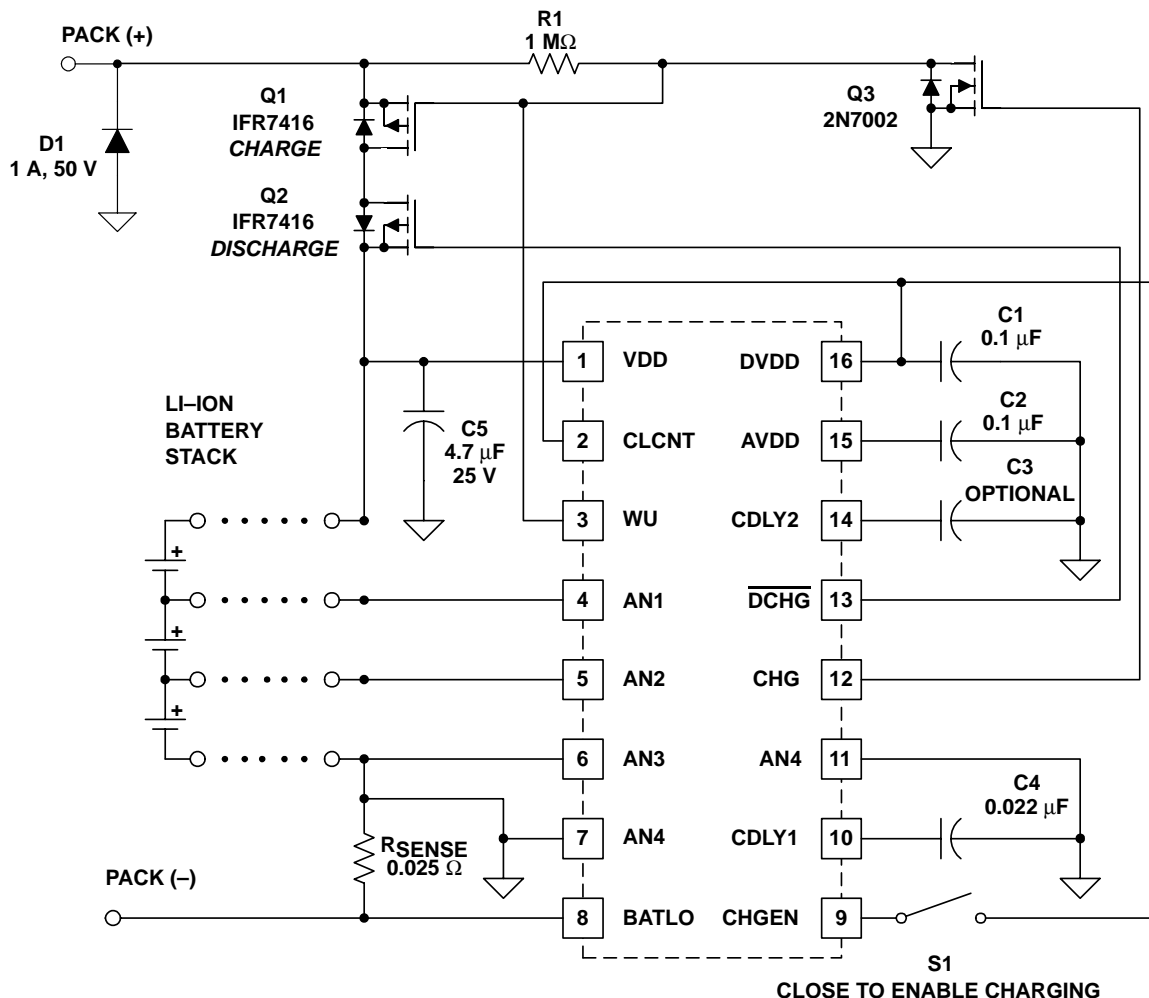 PACK (+)
R1
1 MΩ
Q1
IFR7416
CHARGE
Q3
2N7002
D1
1 A, 50 V
Q2
IFR7416
DISCHARGE
1 VDD
DVDD 16
C1
0.1 μF
LI–ION
BATTERY
STACK
C5
4.7 μF
25 V
2 CLCNT
AVDD 15
C2
0.1 μF
C3
OPTIONAL
3 WU
CDLY2 14
4 AN1
DCHG 13
5 AN2
CHG 12
6 AN3
AN4 11
C4
0.022 μF
7 AN4
CDLY1 10
RSENSE
0.025 Ω
PACK (–)
8 BATLO
CHGEN 9
S1
CLOSE TO ENABLE CHARGING
+
+
+